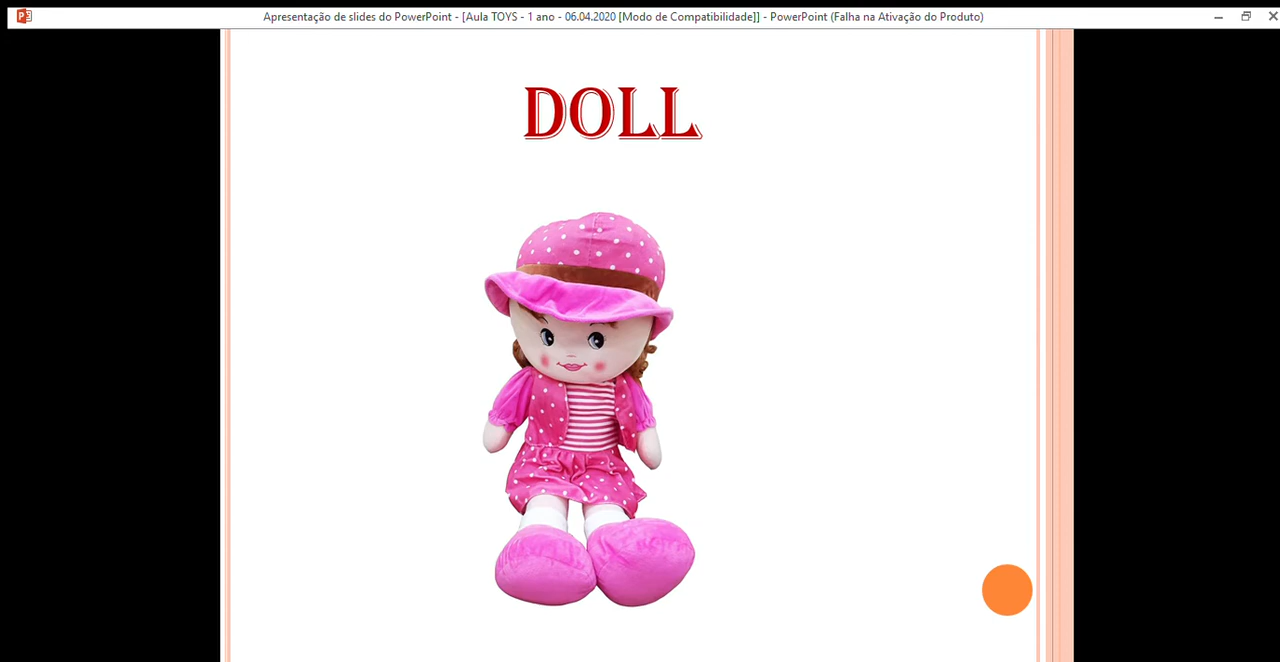 Apresentação de slides do PowerPoint - [Aula TOYS - 1 ano - 06.04.2020 [Modo de Compatibilidade]] - PowerPoint (Falha na Ativação do Produto)
DOLL